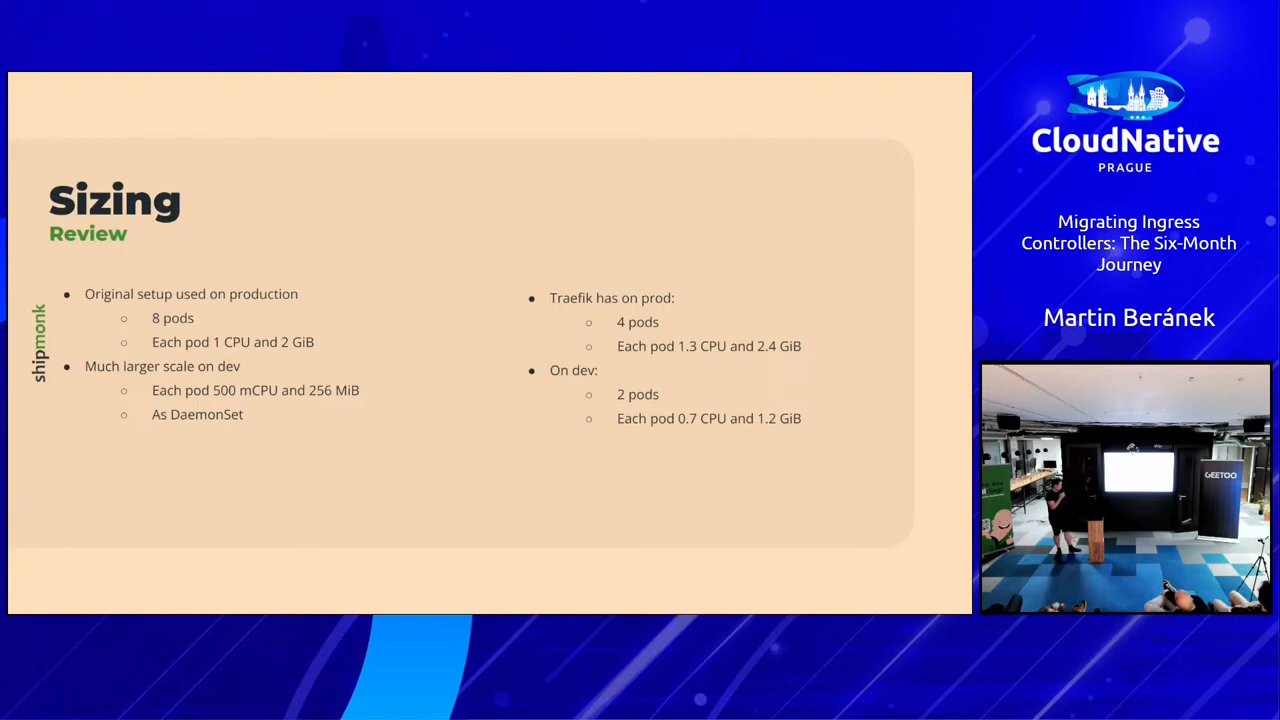 Sizing
Review
shipmonk
● Original setup used on production
○ 8 pods
○ Each pod 1 CPU and 2 GiB
● Much larger scale on dev
○ Each pod 500 mCPU and 256 MiB
○ As DaemonSet
● Traefik has on prod:
○ 4 pods
○ Each pod 1.3 CPU and 2.4 GiB
● On dev:
○ 2 pods
○ Each pod 0.7 CPU and 1.2 GiB
CloudNative
PRAGUE
Migrating Ingress
Controllers: The Six-Month
Journey
Martin Beránek
GEETOO